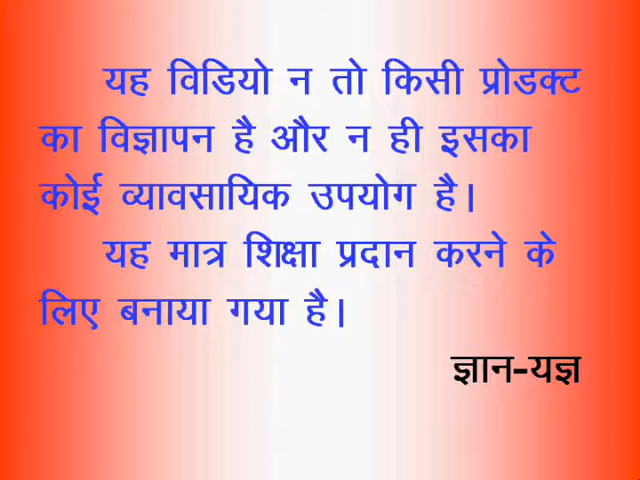 यह विडियो न तो किसी प्रोडक्ट
का विज्ञापन है और न ही इसका
कोई व्यावसायिक उपयोग है।
यह मात्र शिक्षा प्रदान करने के
लिए बनाया गया है।
ज्ञान-यज्ञ